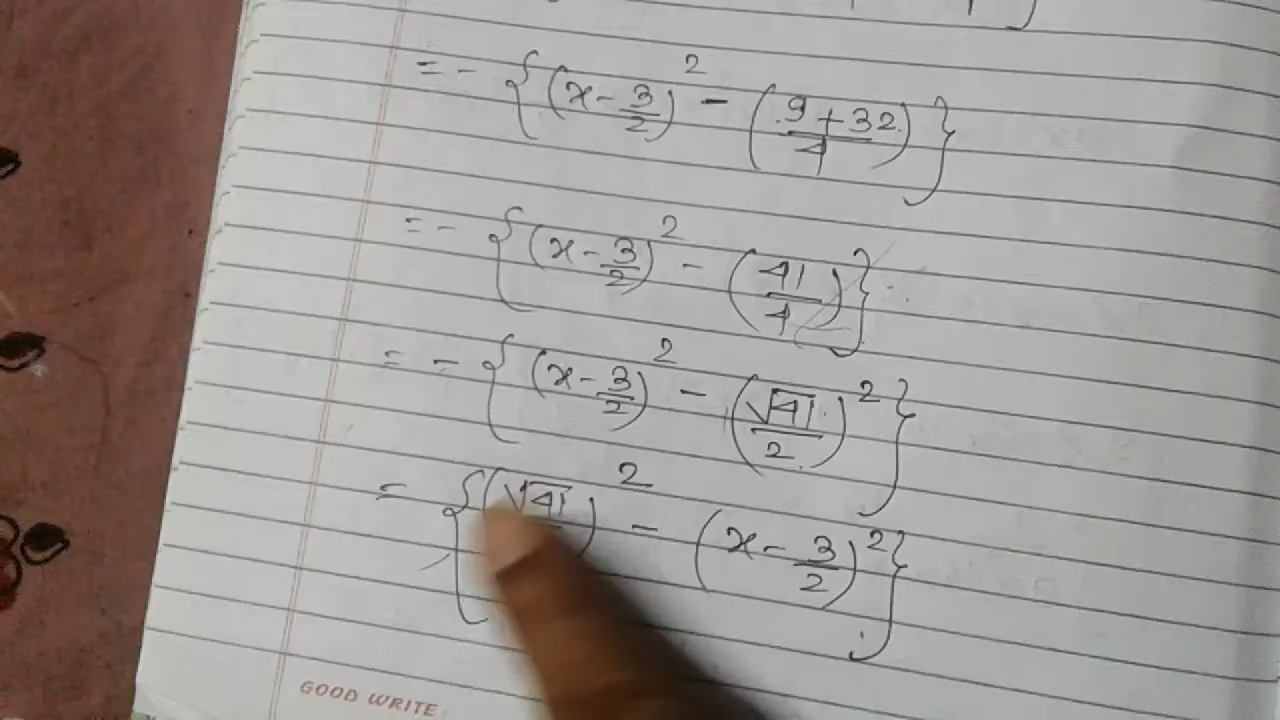 = - { (x - 3/2)² - (9 + 32/4) }
= - { (x - 3/2)² - (41/4) }
= - { (x - 3/2)² - (√41/2)² }
= { (√41)² - (x - 3/2)² }
GOOD WRITE